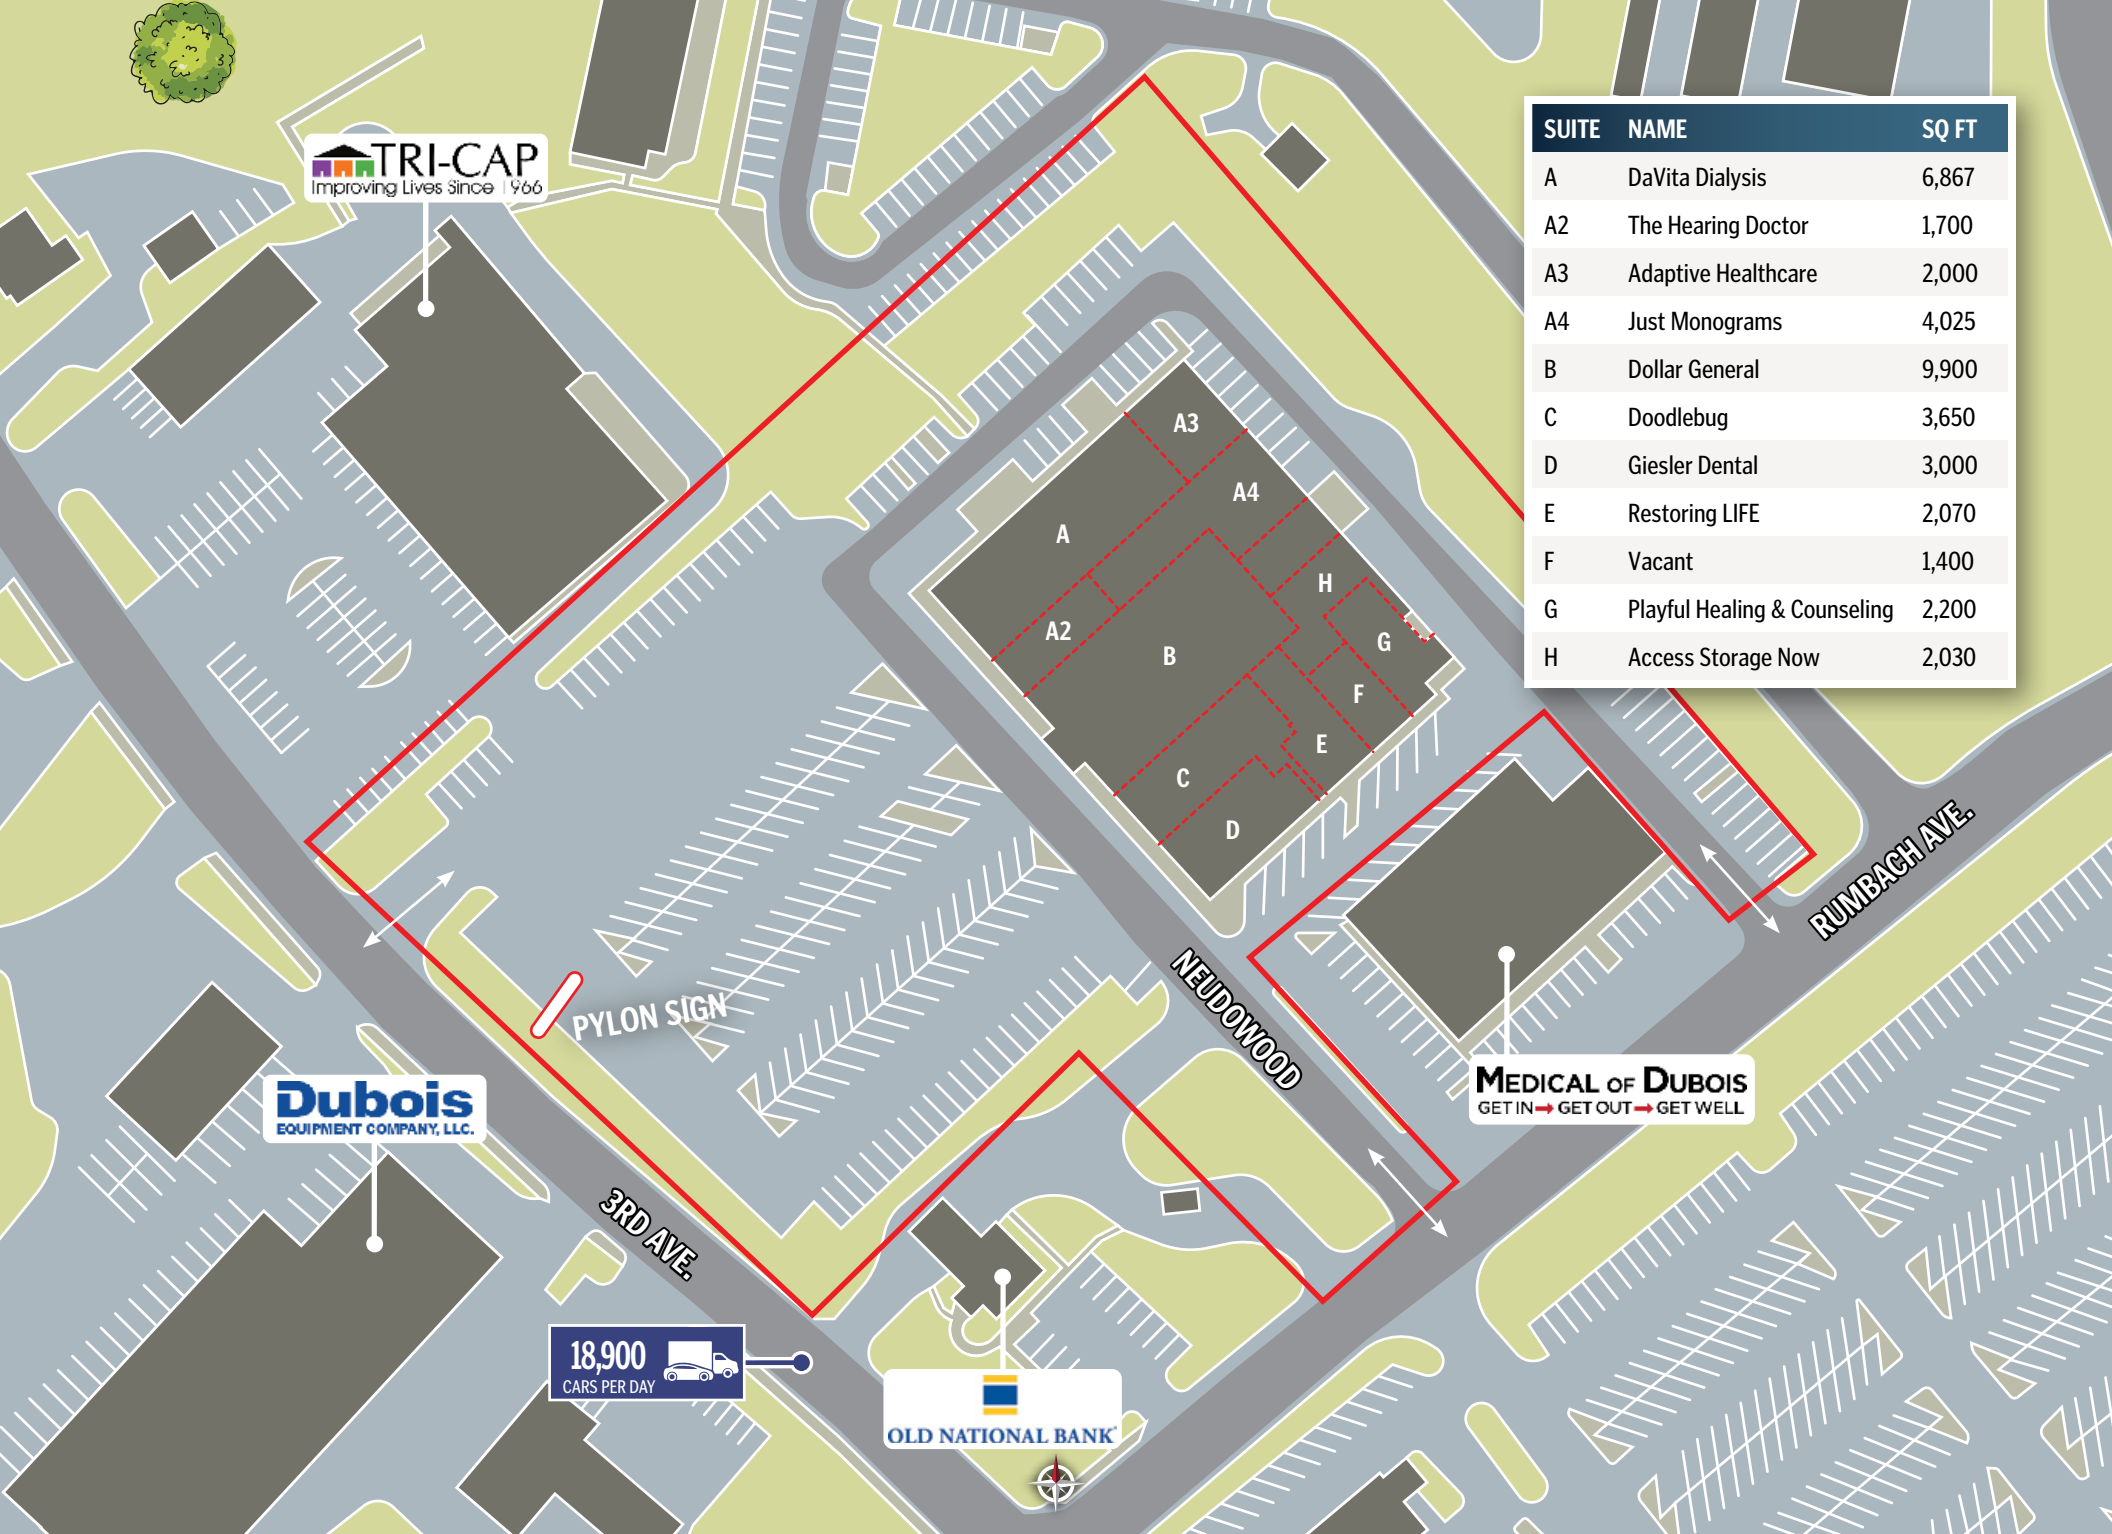 TRI-CAP
Improving Lives Since 1966
SUITE NAME SQ FT
A DaVita Dialysis 6,867
A2 The Hearing Doctor 1,700
A3 Adaptive Healthcare 2,000
A4 Just Monograms 4,025
B Dollar General 9,900
C Doodlebug 3,650
D Giesler Dental 3,000
E Restoring LIFE 2,070
F Vacant 1,400
G Playful Healing & Counseling 2,200
H Access Storage Now 2,030
A3
A4
A
H
A2
G
B
F
E
C
D
RUMBACH AVE.
NEUDOWOOD
PYLON SIGN
MEDICAL OF DUBOIS
GET IN→GET OUT→GET WELL
Dubois
EQUIPMENT COMPANY, LLC.
3RD AVE.
18,900
CARS PER DAY
OLD NATIONAL BANK